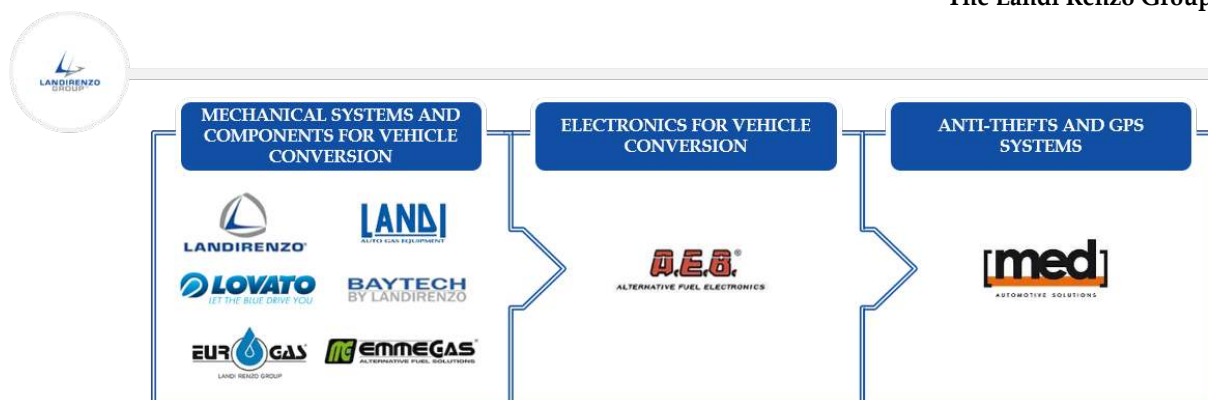 The Landi Renzo Group
LANDIRENZO
GROUP
MECHANICAL SYSTEMS AND
COMPONENTS FOR VEHICLE
CONVERSION
ELECTRONICS FOR VEHICLE
CONVERSION
ANTI-THEFTS AND GPS
SYSTEMS
LANDIRENZO
LANDI
AUTO GAS EQUIPMENT
LOVATO
LET THE BLUE DRIVE YOU
BAYTECH
BY LANDIRENZO
EUROGAS
LANDI RENZO GROUP
MG EMMEGAS
ALTERNATIVE FUEL SOLUTIONS
A.E.B.®
ALTERNATIVE FUEL ELECTRONICS
[med]
AUTOMOTIVE SOLUTIONS